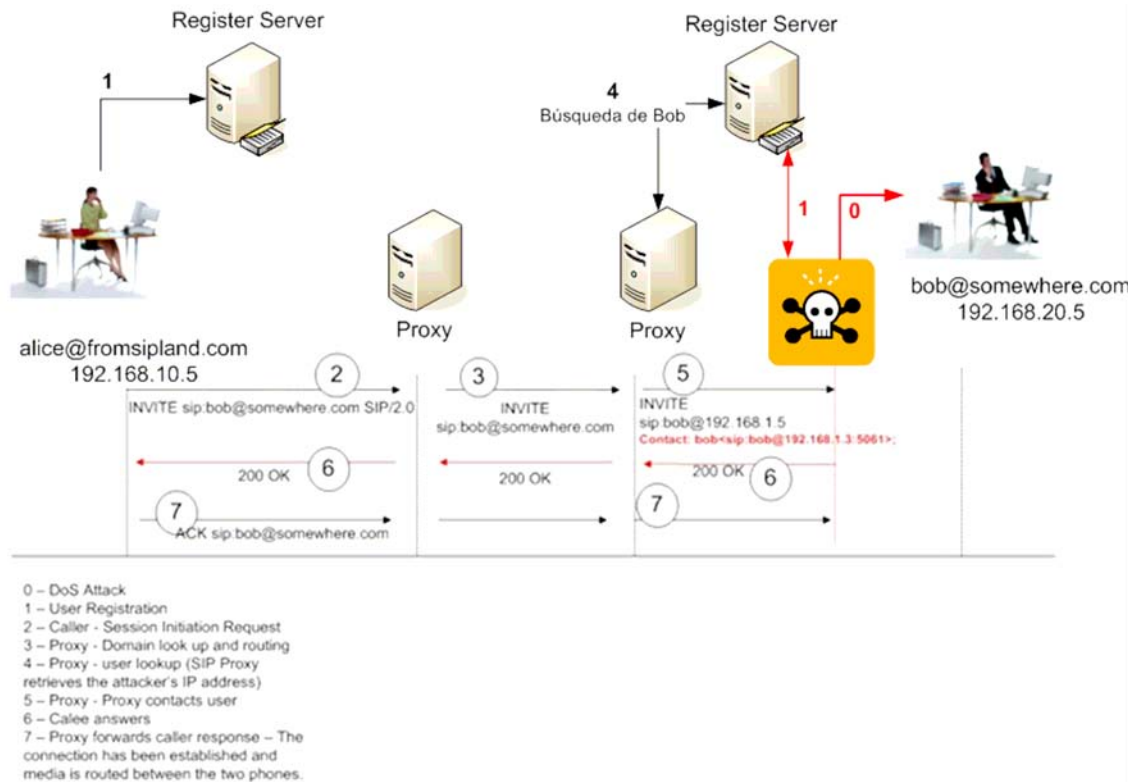 Register Server
Register Server
1
4
Búsqueda de Bob
1
0
Proxy
Proxy
bob@somewhere.com
192.168.20.5
alice@fromsipland.com
192.168.10.5
2
3
5
INVITE sip:bob@somewhere.com SIP/2.0
INVITE
sip:bob@somewhere.com
INVITE
sip:bob@192.168.1.5
Contact: bob<sip:bob@192.168.1.3:5061>;
200 OK
6
200 OK
200 OK
6
7
ACK sip:bob@somewhere.com
7
0 – DoS Attack
1 – User Registration
2 – Caller - Session Initiation Request
3 – Proxy - Domain look up and routing
4 – Proxy - user lookup (SIP Proxy
retrieves the attacker's IP address)
5 – Proxy - Proxy contacts user
6 – Calee answers
7 – Proxy forwards caller response – The
connection has been established and
media is routed between the two phones.